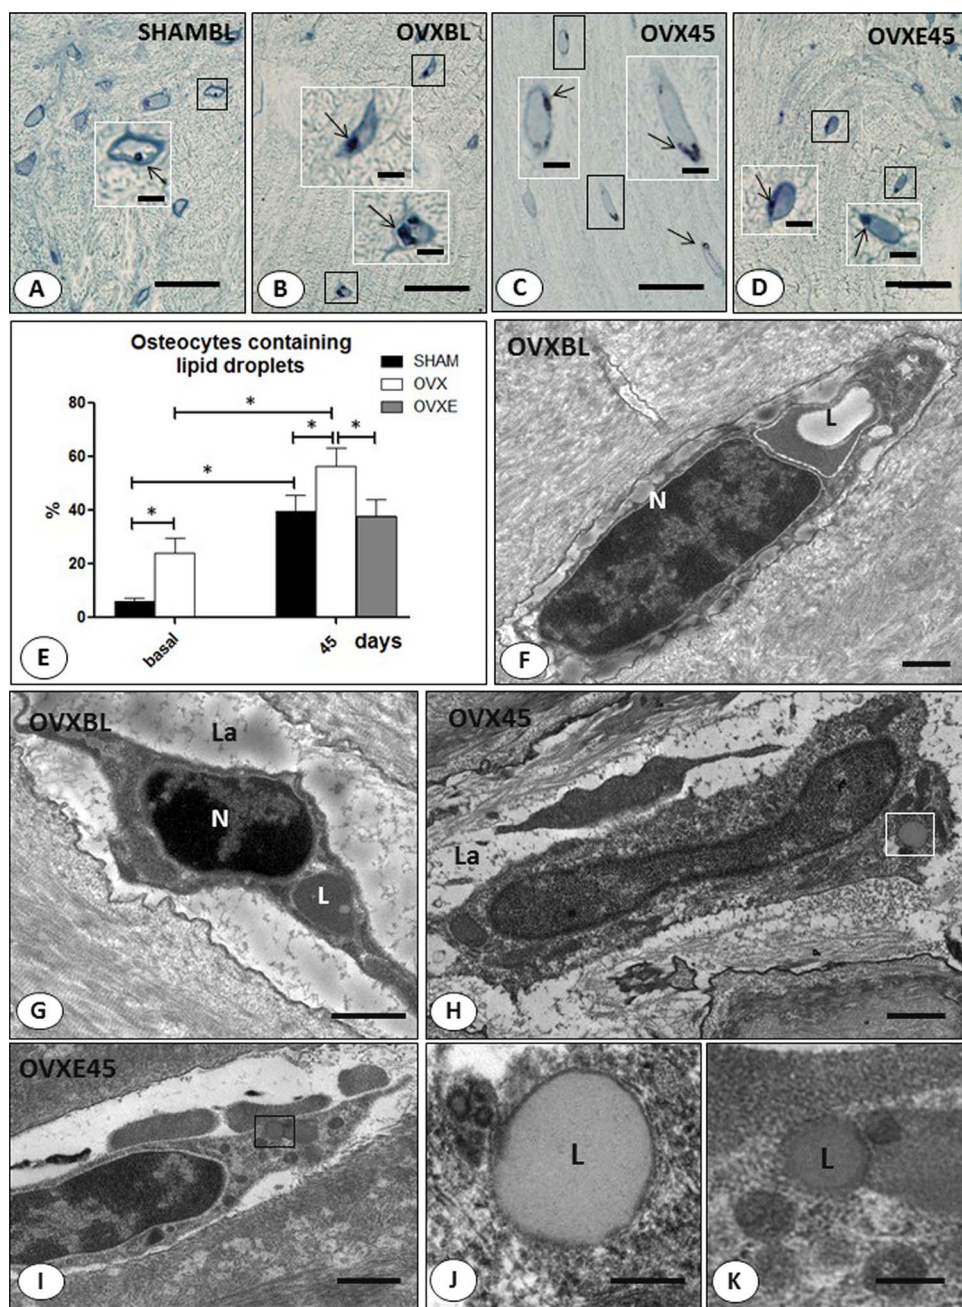 SHAMBL
A
OVXBL
B
OVX45
C
OVXE45
D
Osteocytes containing
lipid droplets
SHAM
OVX
OVXE
80
60
40
20
0
%
*
*
*
*
*
basal
45
days
E
OVXBL
L
N
F
OVXBL
La
N
L
G
OVX45
La
H
OVXE45
I
L
J
L
K